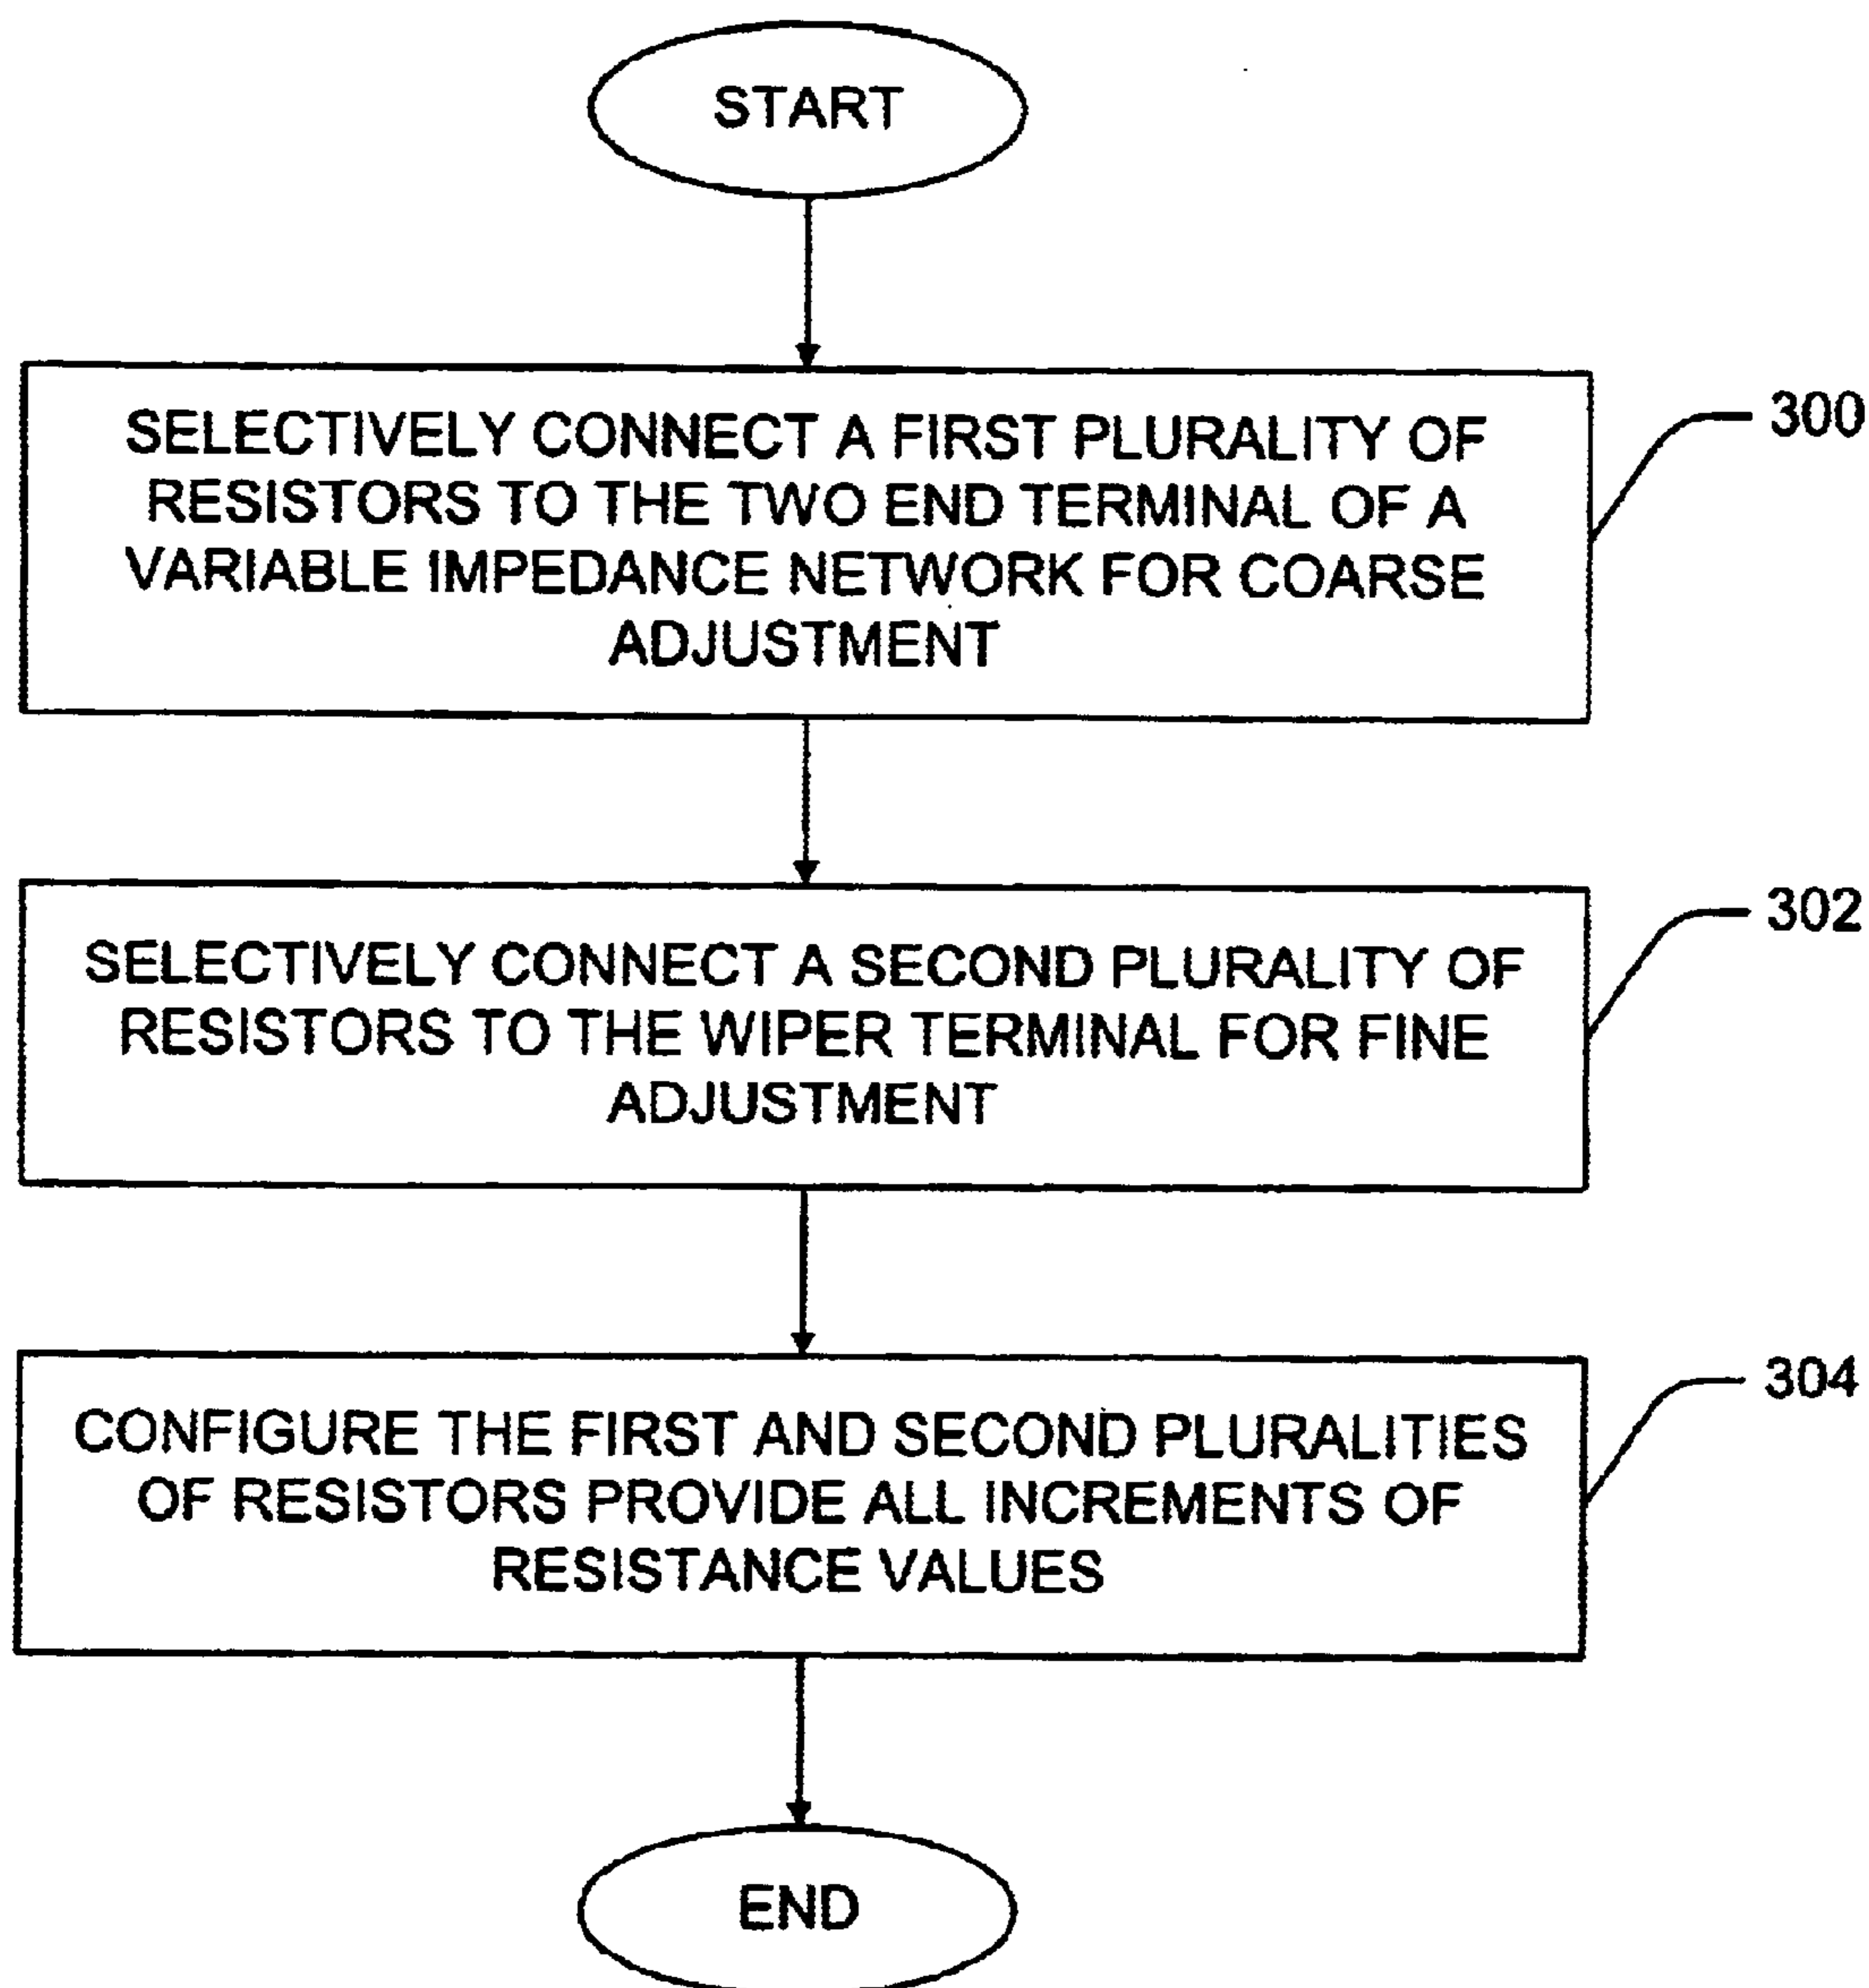 START
SELECTIVELY CONNECT A FIRST PLURALITY OF
RESISTORS TO THE TWO END TERMINAL OF A
VARIABLE IMPEDANCE NETWORK FOR COARSE
ADJUSTMENT
300
SELECTIVELY CONNECT A SECOND PLURALITY OF
RESISTORS TO THE WIPER TERMINAL FOR FINE
ADJUSTMENT
302
CONFIGURE THE FIRST AND SECOND PLURALITIES
OF RESISTORS PROVIDE ALL INCREMENTS OF
RESISTANCE VALUES
304
END